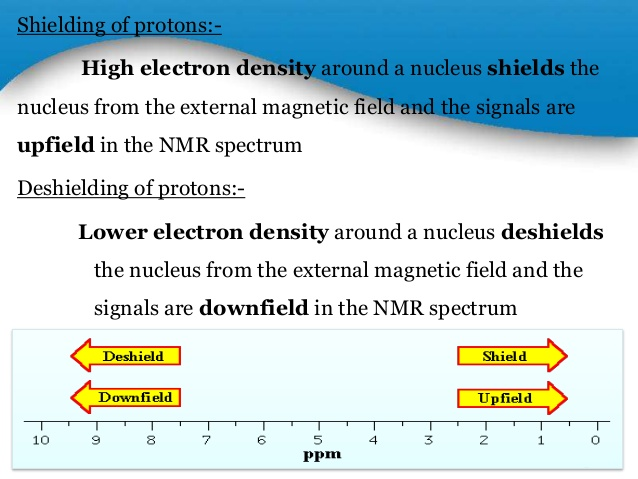 Shielding of protons:-
High electron density around a nucleus shields the
nucleus from the external magnetic field and the signals are
upfield in the NMR spectrum
Deshielding of protons:-
Lower electron density around a nucleus deshields
the nucleus from the external magnetic field and the
signals are downfield in the NMR spectrum
Deshield Shield
Downfield Upfield
10 9 8 7 6 5 4 3 2 1 0
ppm